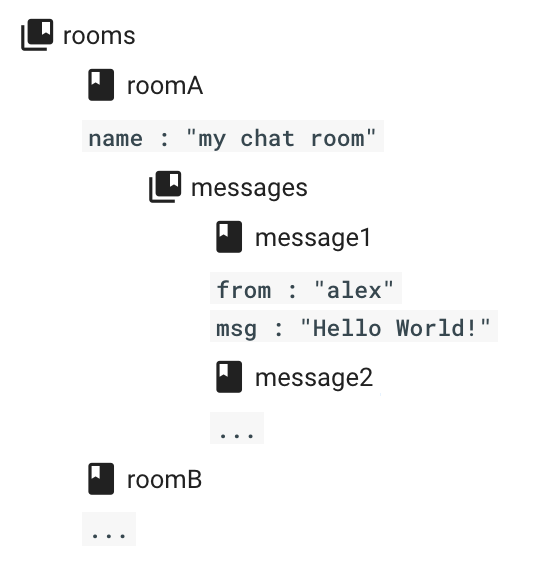 rooms
roomA
name : "my chat room"
messages
message1
from : "alex"
msg : "Hello World!"
message2
...
roomB
...